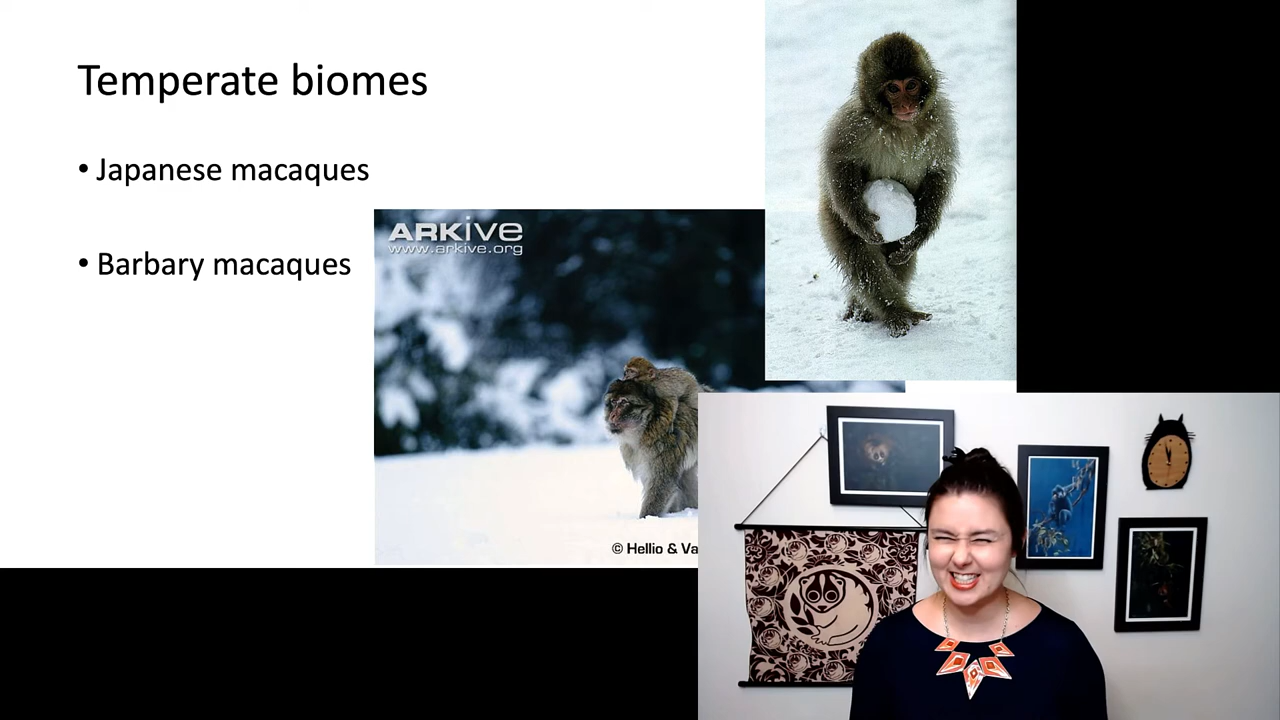 Temperate biomes
• Japanese macaques
ARKive
www.arkive.org
• Barbary macaques
© Hellio & Va